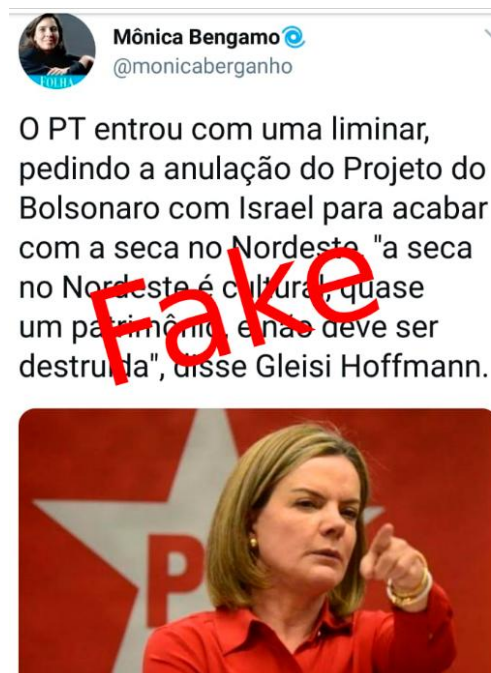 Mônica Bengamo
@monicaberganho
FOLHA
O PT entrou com uma liminar,
pedindo a anulação do Projeto do
Bolsonaro com Israel para acabar
com a seca no Nordeste, "a seca
no Nordeste é cultural, quase
um patrimônio, e não deve ser
destruída", disse Gleisi Hoffmann.
Fake
P